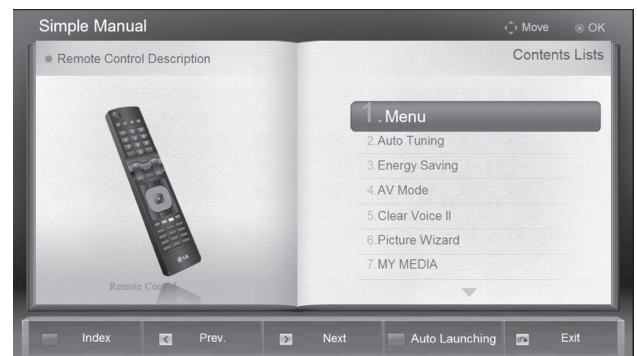 Simple Manual
Move
OK
Remote Control Description
Contents Lists
1.Menu
2.Auto Tuning
3.Energy Saving
4.AV Mode
5.Clear Voice II
6.Picture Wizard
7.MY MEDIA
LG
Remote Control
Index
Prev.
Next
Auto Launching
Exit